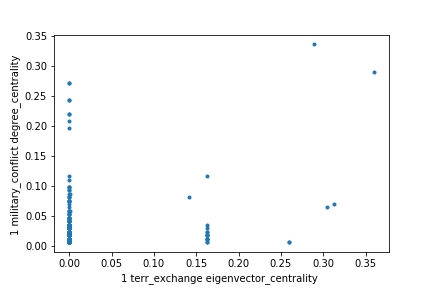 0.35
0.30
0.25
0.20
0.15
0.10
0.05
0.00
1 military_conflict degree_centrality
0.00 0.05 0.10 0.15 0.20 0.25 0.30 0.35
1 terr_exchange eigenvector_centrality